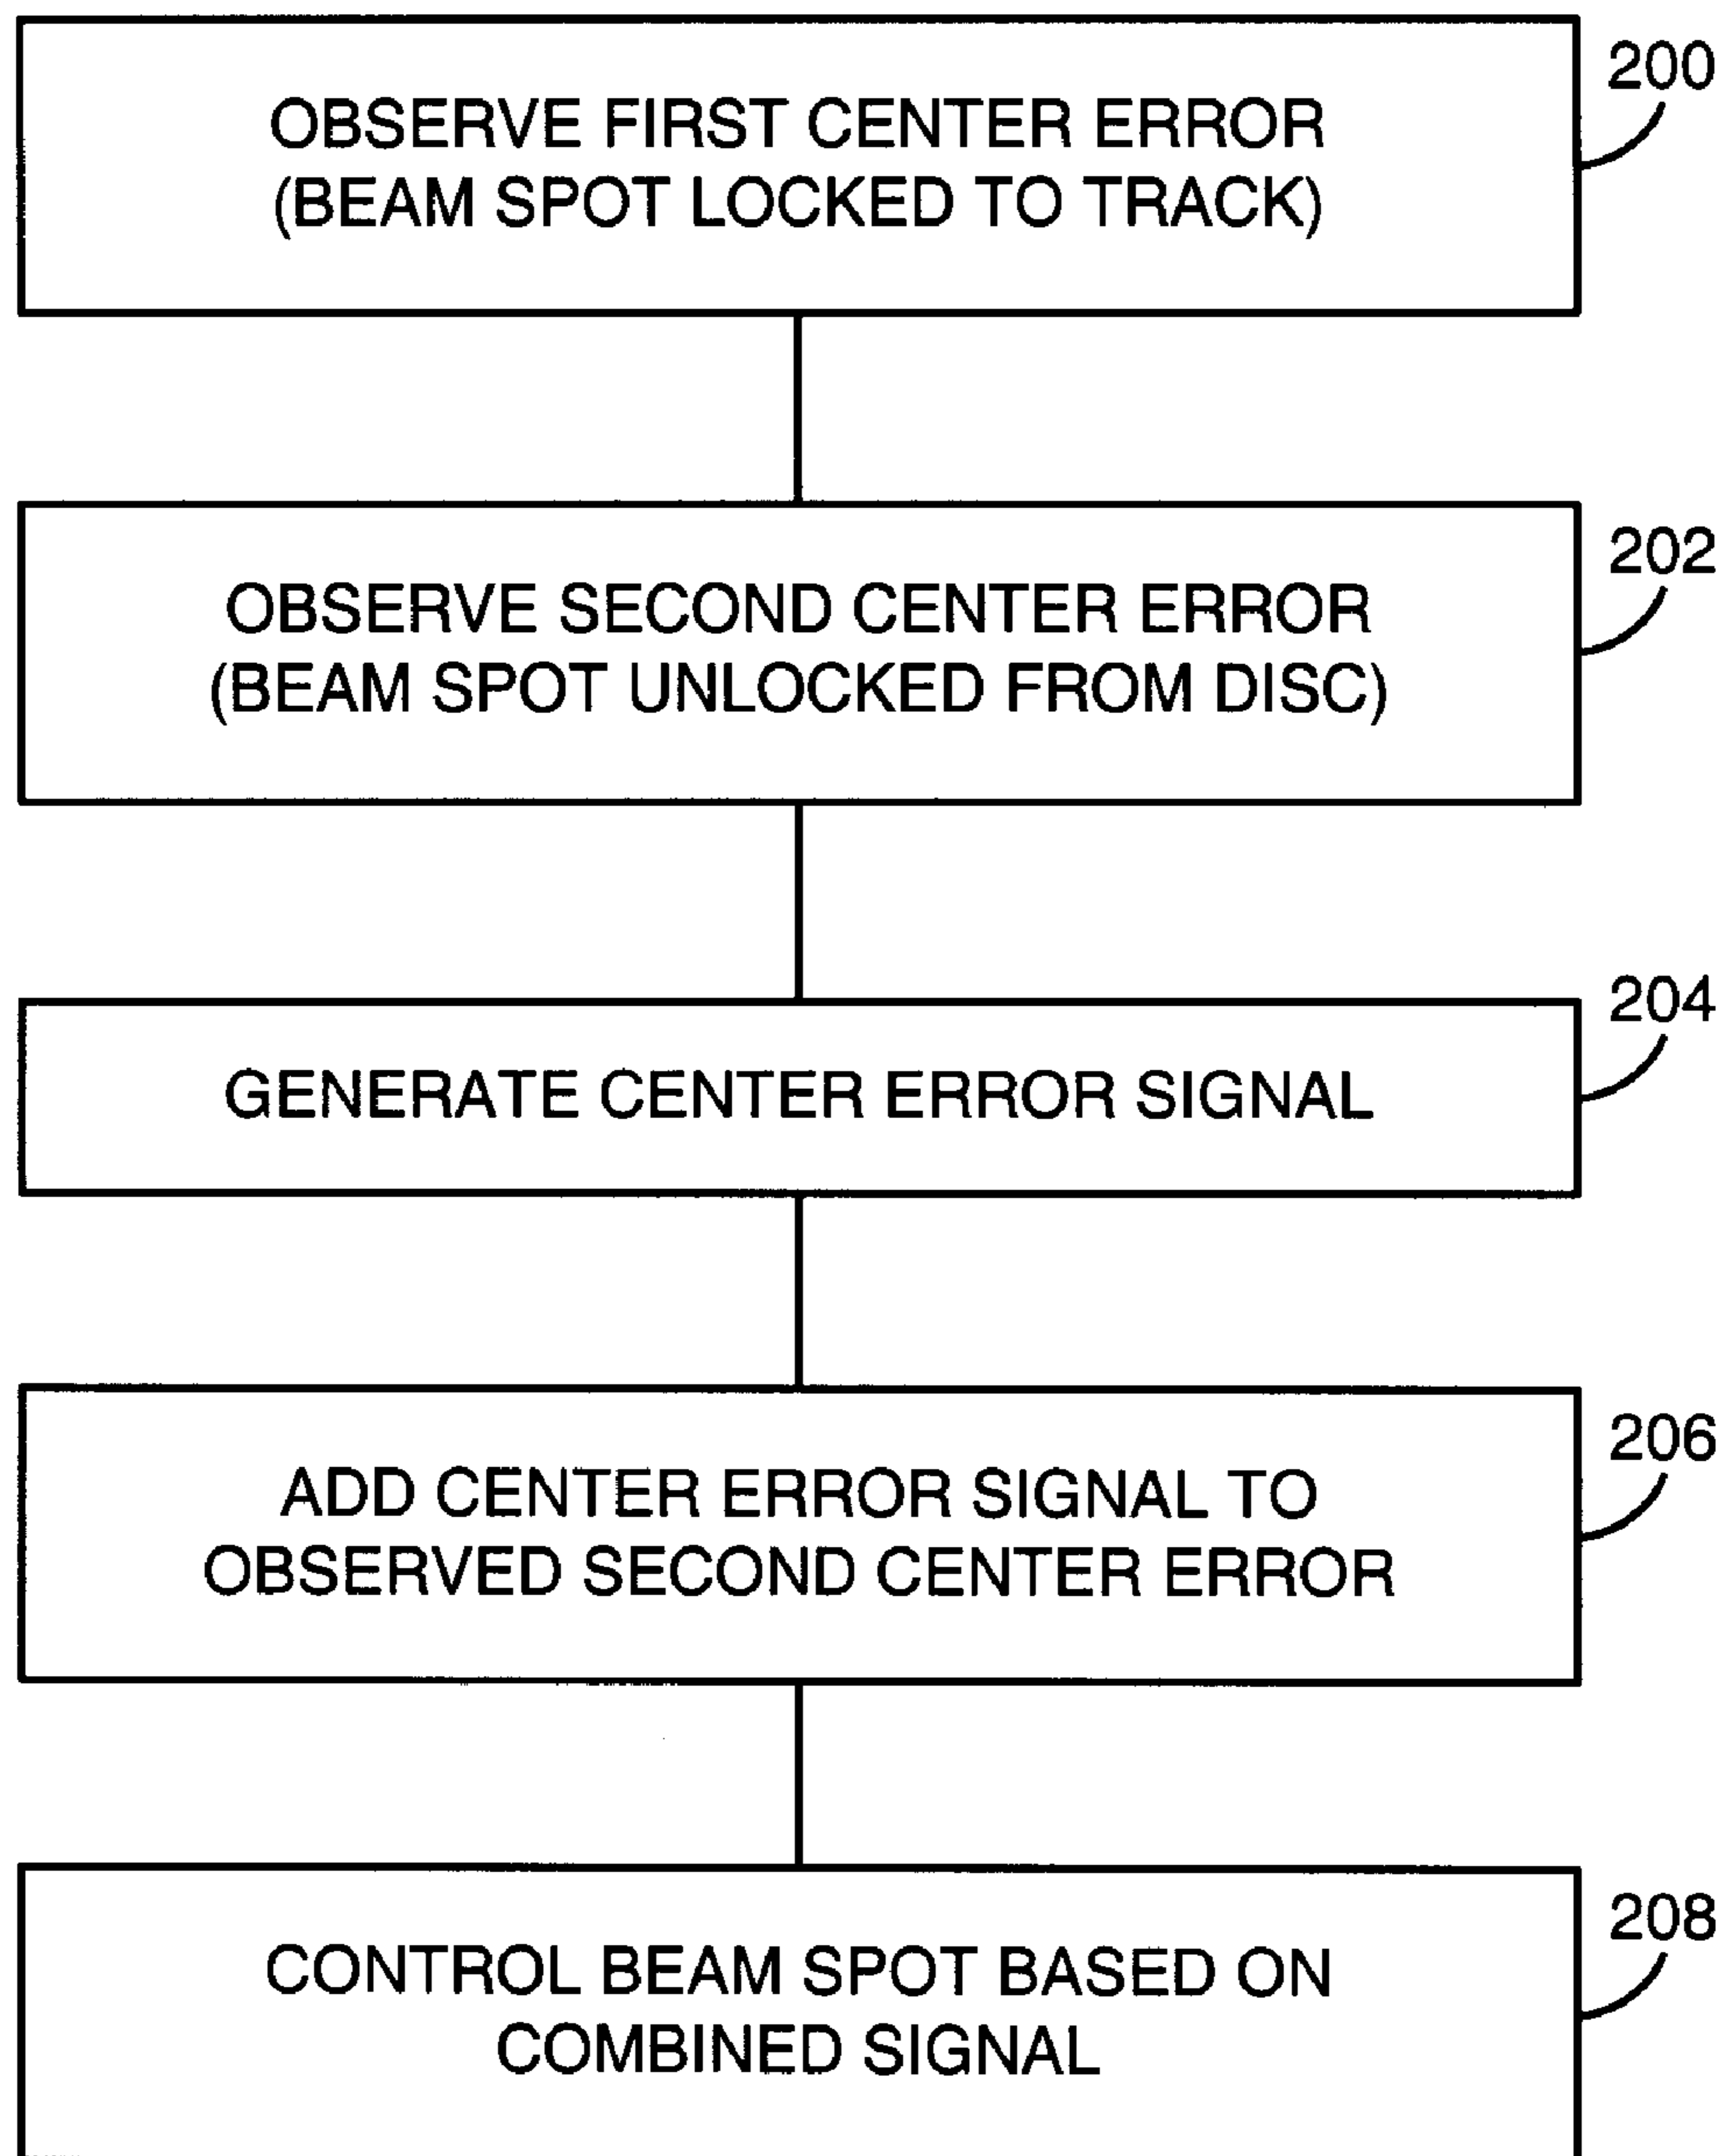 200
OBSERVE FIRST CENTER ERROR
(BEAM SPOT LOCKED TO TRACK)
202
OBSERVE SECOND CENTER ERROR
(BEAM SPOT UNLOCKED FROM DISC)
204
GENERATE CENTER ERROR SIGNAL
206
ADD CENTER ERROR SIGNAL TO
OBSERVED SECOND CENTER ERROR
208
CONTROL BEAM SPOT BASED ON
COMBINED SIGNAL